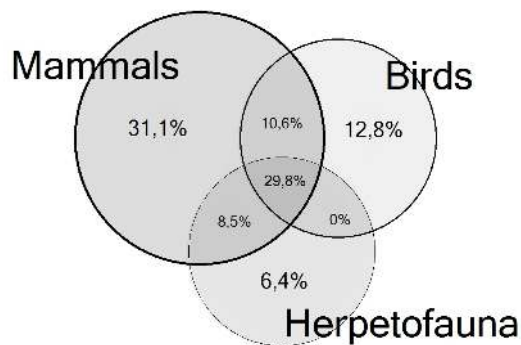 Mammals
Birds
31,1%
10,6%
12,8%
29,8%
8,5%
0%
6,4%
Herpetofauna